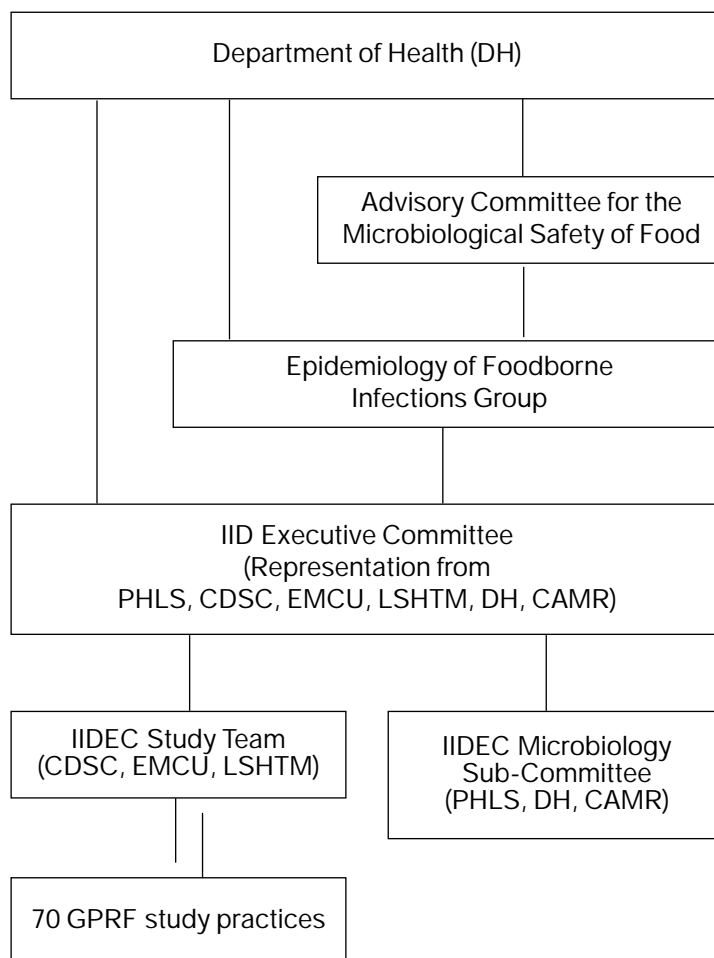 Department of Health (DH)
Advisory Committee for the
Microbiological Safety of Food
Epidemiology of Foodborne
Infections Group
IID Executive Committee
(Representation from
PHLS, CDSC, EMCU, LSHTM, DH, CAMR)
IIDEC Study Team
(CDSC, EMCU, LSHTM)
IIDEC Microbiology
Sub-Committee
(PHLS, DH, CAMR)
70 GPRF study practices